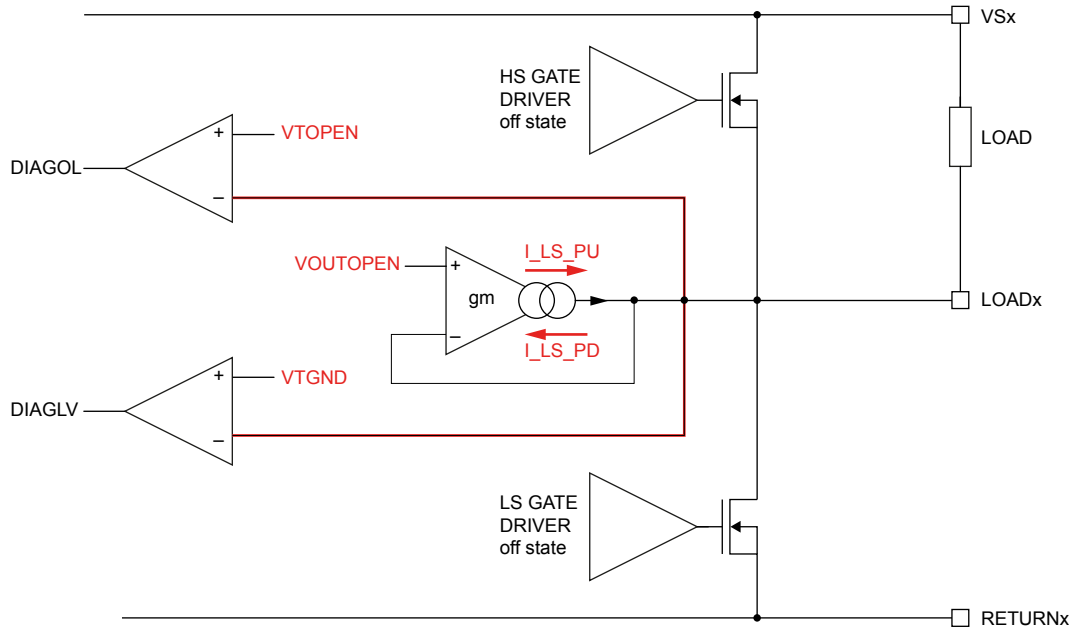 VSx
HS GATE
DRIVER
off state
+
VTOPEN
LOAD
DIAGOL
–
I_LS_PU
VOUTOPEN
+
gm
LOADx
–
I_LS_PD
+
VTGND
DIAGLV
–
LS GATE
DRIVER
off state
RETURNx